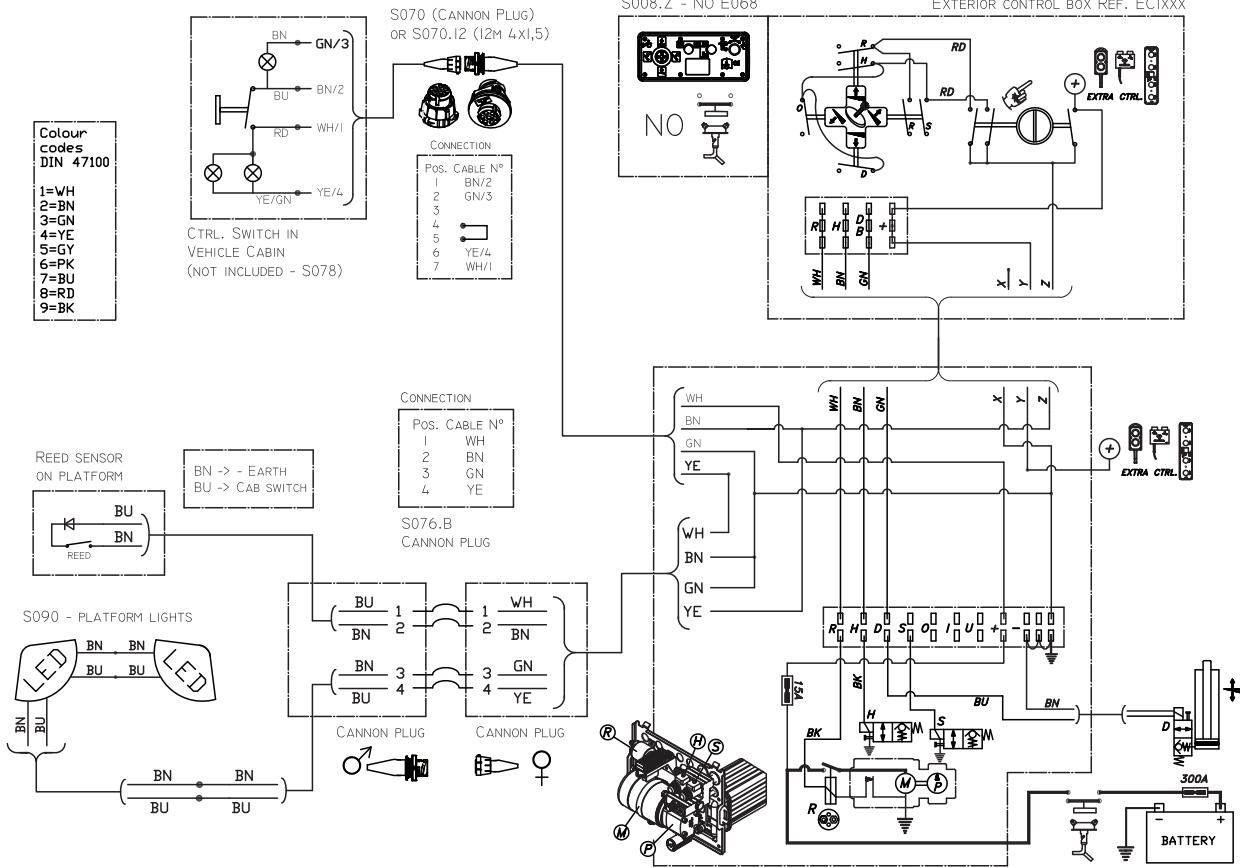 S070 (CANNON PLUG)
OR S070.12 (12M 4X1,5)
S008.Z - NO E068
EXTERIOR CONTROL BOX REF. EC1XXX
BN
GN/3
BU
BN/2
RD
WH/1
YE/GN
YE/4
Colour
codes
DIN 47100
1=WH
2=BN
3=GN
4=YE
5=GY
6=PK
7=BU
8=RD
9=BK
CTRL. SWITCH IN
VEHICLE CABIN
(NOT INCLUDED - S078)
CONNECTION
POS. CABLE N°
1 BN/2
2 GN/3
3
4
5
6 YE/4
7 WH/1
NO
R
H
O
D
R S
RD
RD
+
EXTRA CTRL.
R H D B +
WH BN GN
X Y Z
CONNECTION
POS. CABLE N°
1 WH
2 BN
3 GN
4 YE
S076.B
CANNON PLUG
REED SENSOR
ON PLATFORM
BU
BN
REED
BN -> - EARTH
BU -> CAB SWITCH
S090 - PLATFORM LIGHTS
LED
LED
BN BN
BU BU
BN BU
BN BN
BU BU
BU 1
BN 2
BN 3
BU 4
1 WH
2 BN
3 GN
4 YE
CANNON PLUG
CANNON PLUG
WH
BN
GN
YE
WH
BN
GN
YE
WH BN GN
X Y Z
+
EXTRA CTRL.
R H D S O I U + -
15A
BK
BU
BN
BK
H
S
D
R
M
P
R
H
S
M
P
300A
- +
BATTERY